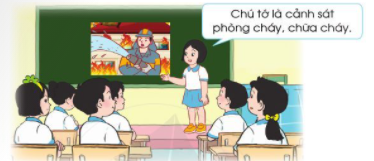 Chú tớ là cảnh sát
phòng cháy, chữa cháy.